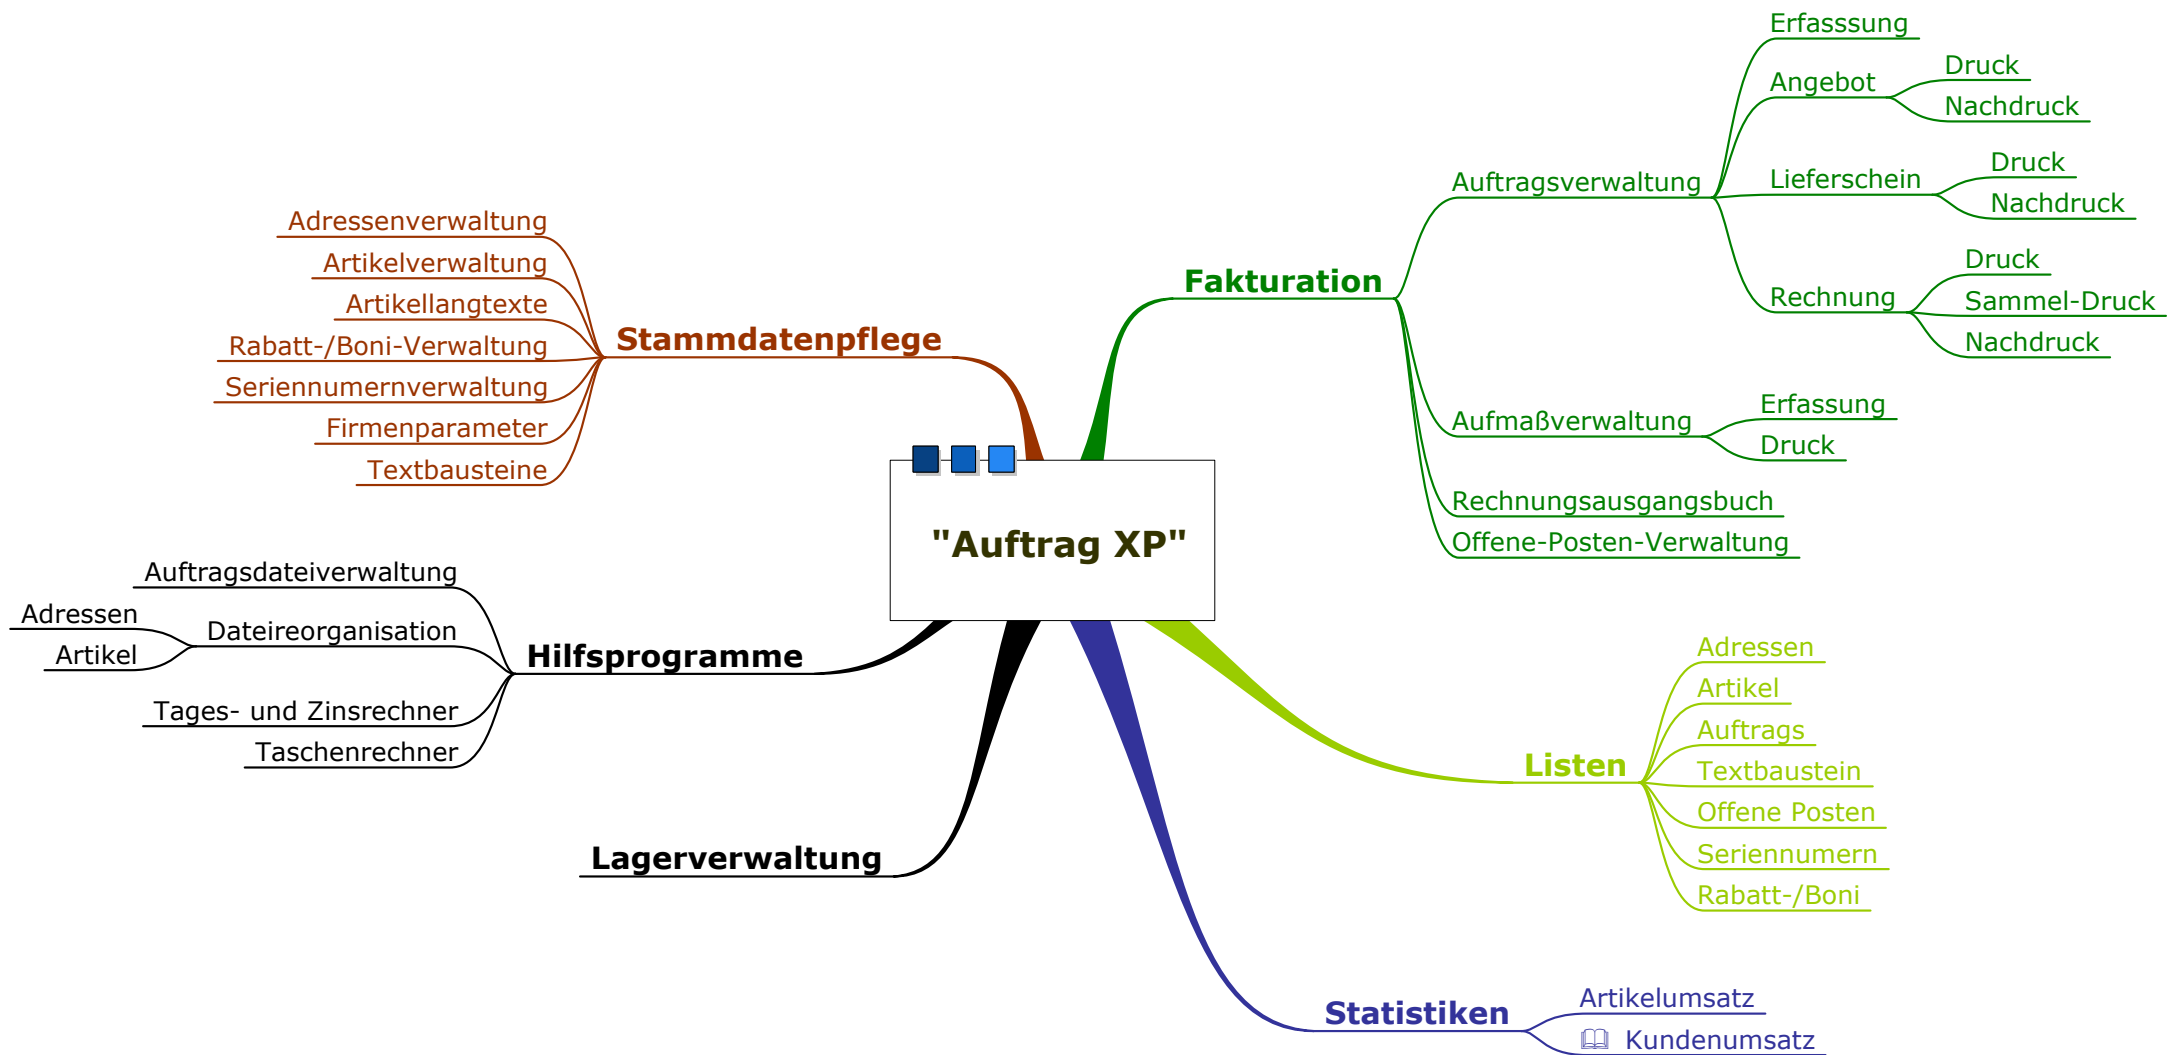 "Auftrag XP"
Fakturation
Auftragsverwaltung
Erfasssung
Angebot
Druck
Nachdruck
Lieferschein
Druck
Nachdruck
Rechnung
Druck
Sammel-Druck
Nachdruck
Aufmaßverwaltung
Erfassung
Druck
Rechnungsausgangsbuch
Offene-Posten-Verwaltung
Listen
Adressen
Artikel
Auftrags
Textbaustein
Offene Posten
Seriennumern
Rabatt-/Boni
Statistiken
Artikelumsatz
Kundenumsatz
Lagerverwaltung
Hilfsprogramme
Auftragsdateiverwaltung
Dateireorganisation
Adressen
Artikel
Tages- und Zinsrechner
Taschenrechner
Stammdatenpflege
Adressenverwaltung
Artikelverwaltung
Artikellangtexte
Rabatt-/Boni-Verwaltung
Seriennumernverwaltung
Firmenparameter
Textbausteine